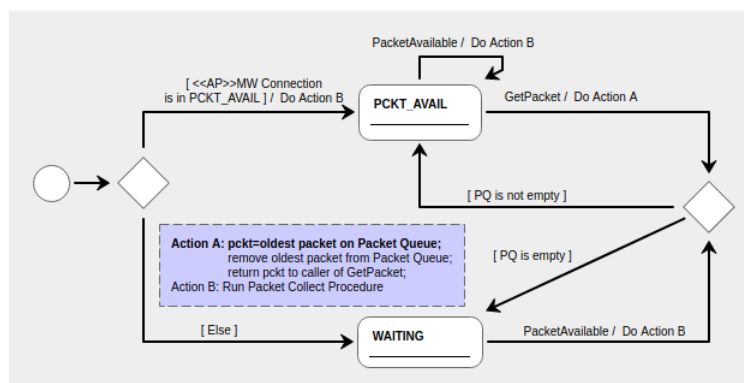 PacketAvailable / Do Action B
[ <<AP>>MW Connection
is in PCKT_AVAIL ] / Do Action B
PCKT_AVAIL
GetPacket / Do Action A
[ PQ is not empty ]
Action A: pckt=oldest packet on Packet Queue;
remove oldest packet from Packet Queue;
return pckt to caller of GetPacket;
Action B: Run Packet Collect Procedure
[ PQ is empty ]
[ Else ]
WAITING
PacketAvailable / Do Action B